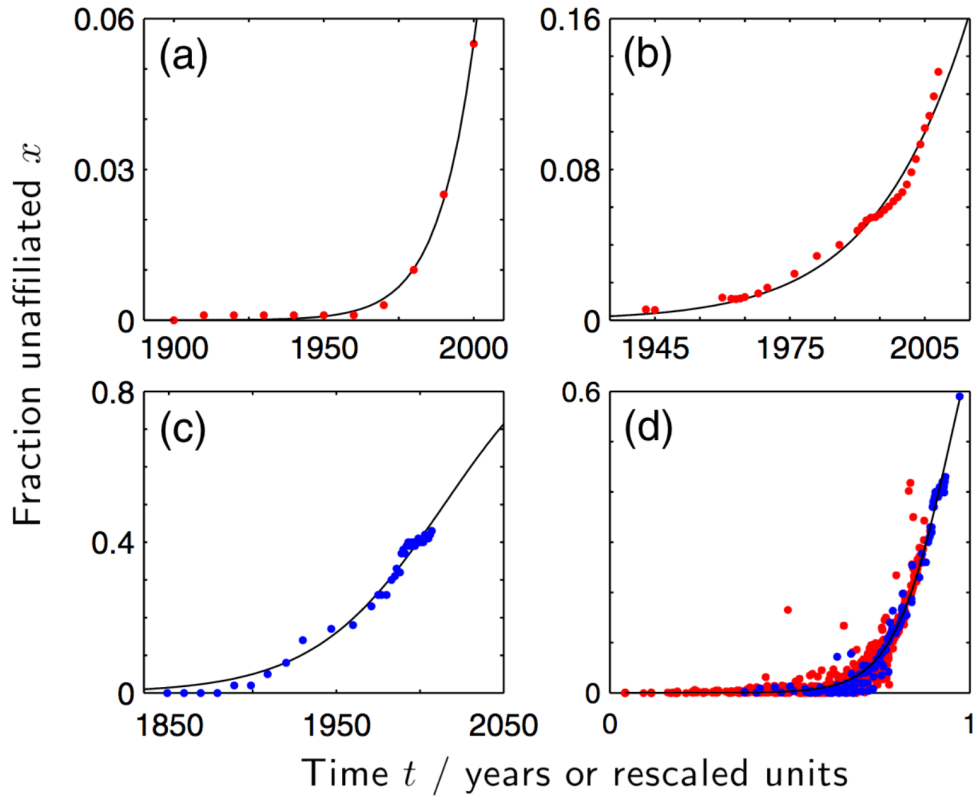 Fraction unaffiliated x
(a)
0.06
0.03
0
1900 1950 2000
(b)
0.16
0.08
0
1945 1975 2005
(c)
0.8
0.4
0
1850 1950 2050
(d)
0.6
0
0 1
Time t / years or rescaled units